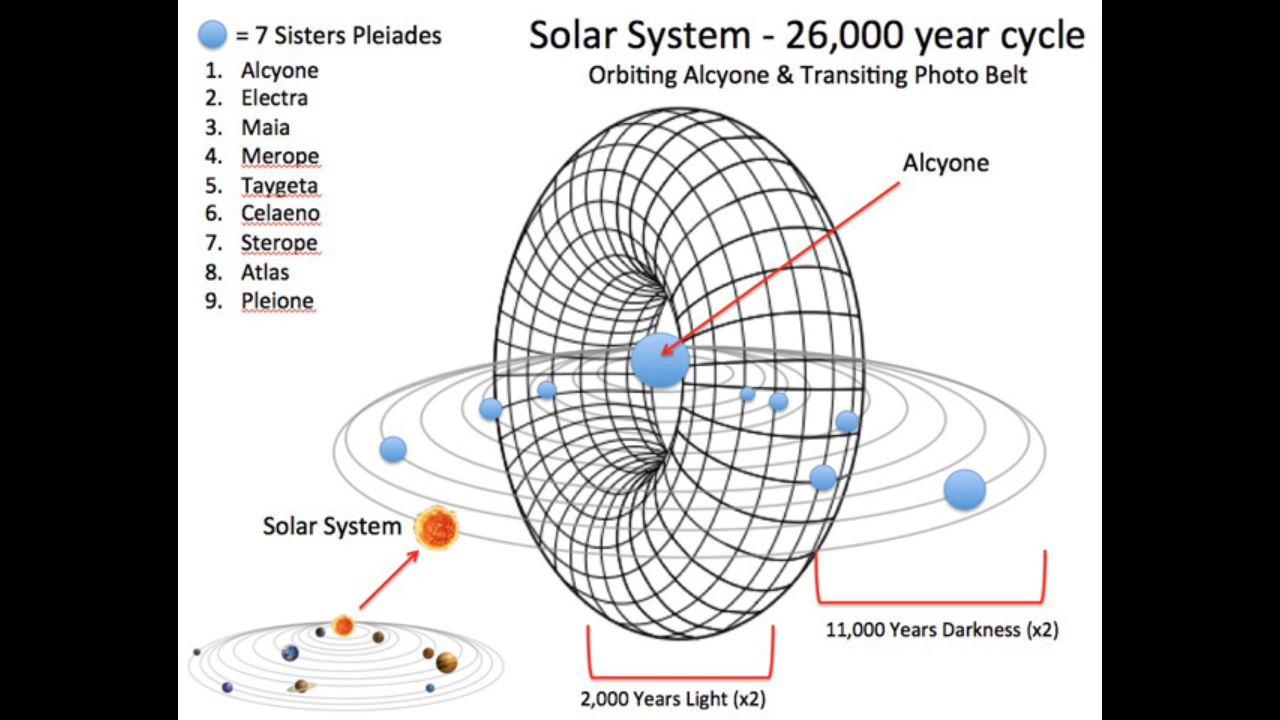 = 7 Sisters Pleiades
1. Alcyone
2. Electra
3. Maia
4. Merope
5. Taygeta
6. Celaeno
7. Sterope
8. Atlas
9. Pleione
Solar System - 26,000 year cycle
Orbiting Alcyone & Transiting Photo Belt
Alcyone
Solar System
11,000 Years Darkness (x2)
2,000 Years Light (x2)